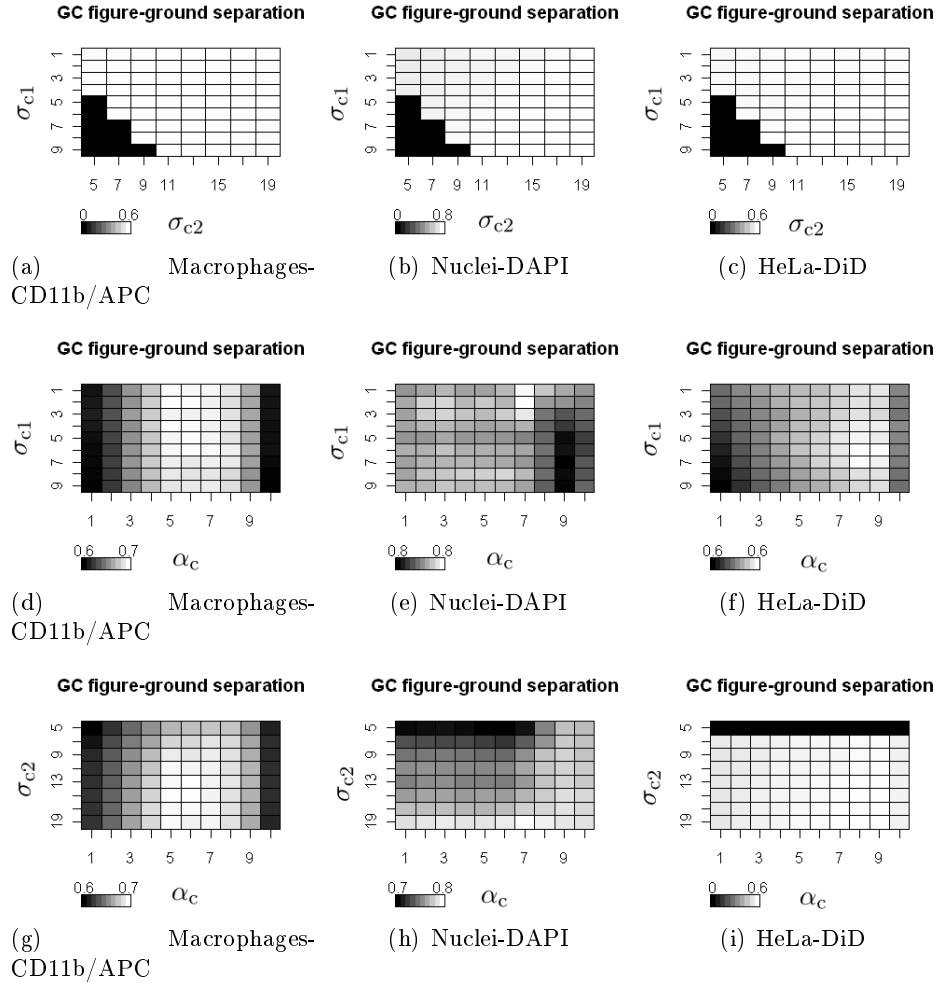 GC figure-ground separation GC figure-ground separation GC figure-ground separation
σc1 1 3 5 7 9
σc1 1 3 5 7 9
σc1 1 3 5 7 9
5 7 9 11 15 19
5 7 9 11 15 19
5 7 9 11 15 19
0 0.6 σc2
0 0.8 σc2
0 0.6 σc2
(a) Macrophages-
CD11b/APC
(b) Nuclei-DAPI
(c) HeLa-DiD
GC figure-ground separation GC figure-ground separation GC figure-ground separation
σc1 1 3 5 7 9
σc1 1 3 5 7 9
σc1 1 3 5 7 9
1 3 5 7 9
1 3 5 7 9
1 3 5 7 9
0.6 0.7 αc
0.8 0.8 αc
0.6 0.6 αc
(d) Macrophages-
CD11b/APC
(e) Nuclei-DAPI
(f) HeLa-DiD
GC figure-ground separation GC figure-ground separation GC figure-ground separation
σc2 5 9 13 19
σc2 5 9 13 19
σc2 5 9 13 19
1 3 5 7 9
1 3 5 7 9
1 3 5 7 9
0.6 0.7 αc
0.7 0.8 αc
0 0.6 αc
(g) Macrophages-
CD11b/APC
(h) Nuclei-DAPI
(i) HeLa-DiD